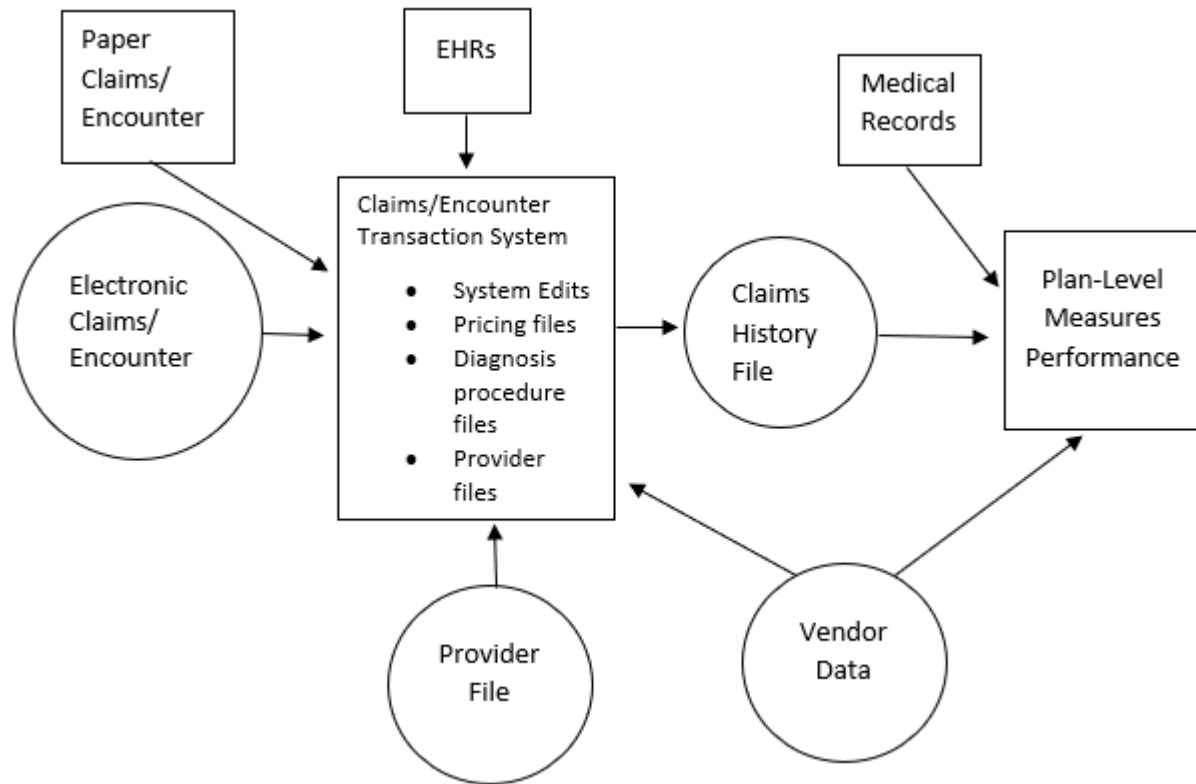 Paper
Claims/
Encounter
EHRs
Medical
Records
Electronic
Claims/
Encounter
Claims/Encounter
Transaction System
● System Edits
● Pricing files
● Diagnosis
procedure
files
● Provider
files
Claims
History
File
Plan-Level
Measures
Performance
Provider
File
Vendor
Data